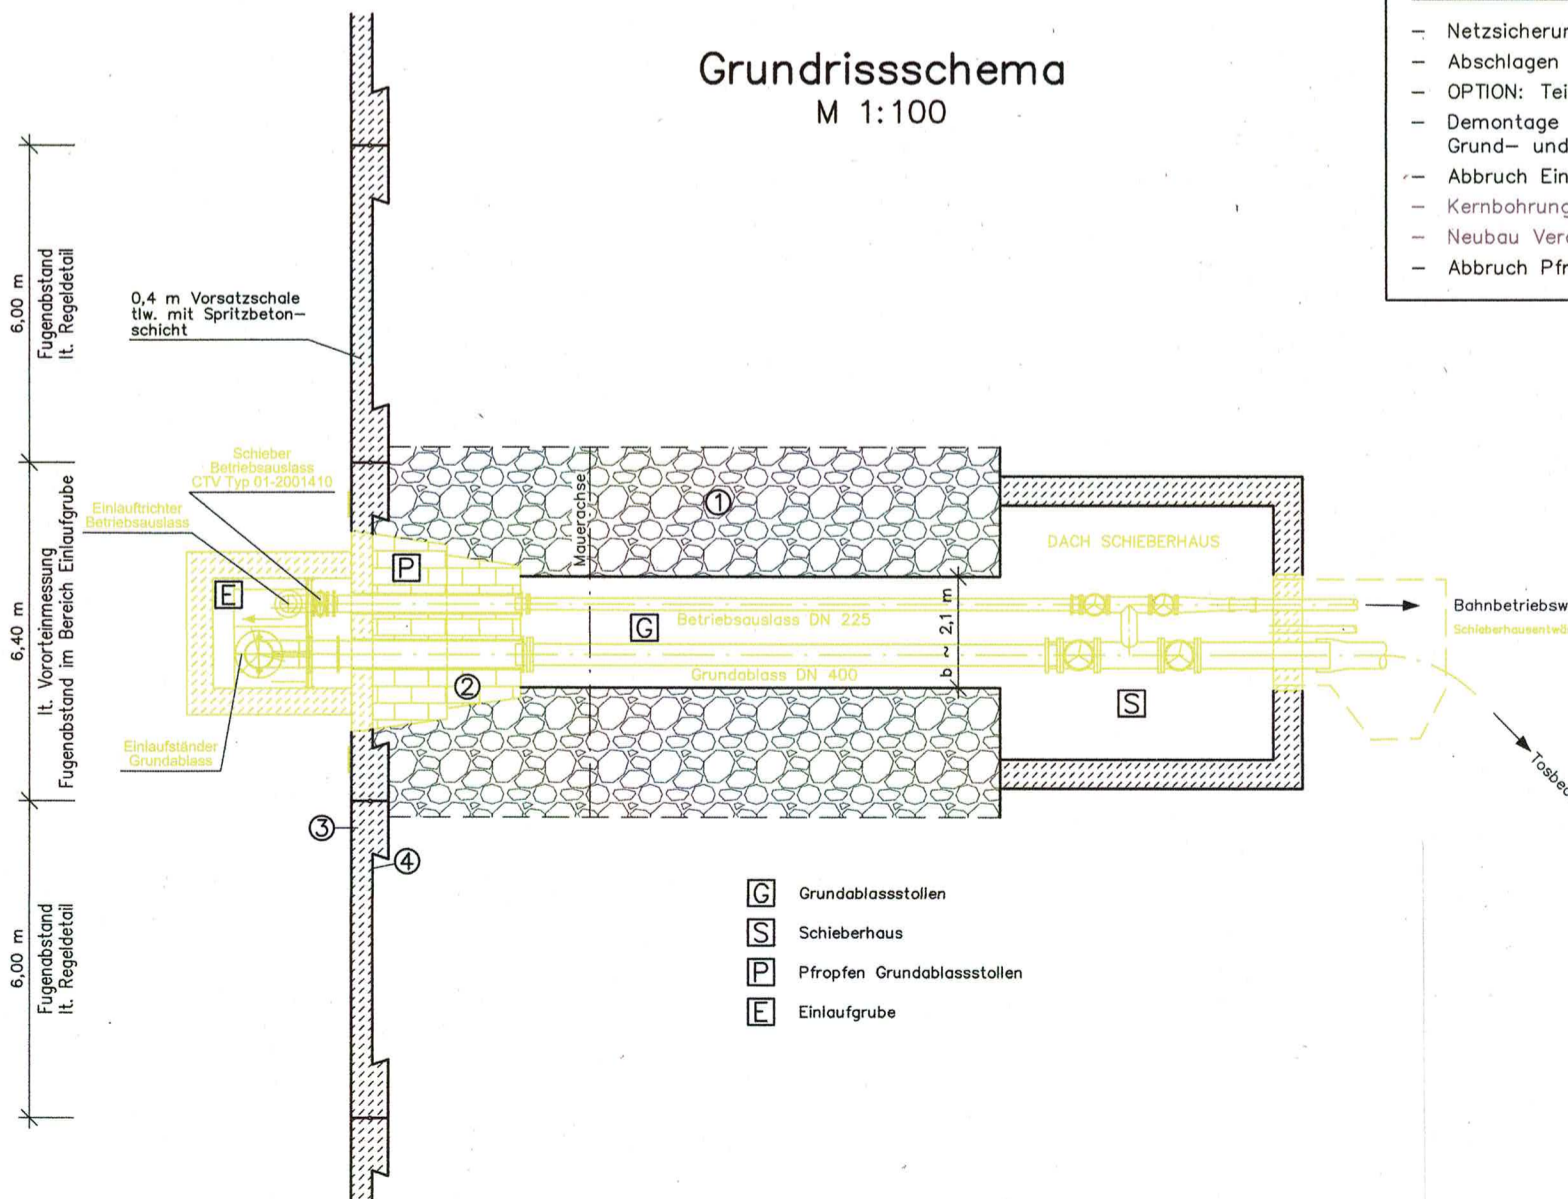 Grundrissschema
M 1:100
– Netzsicherun
– Abschlagen
– OPTION: Tei
– Demontage
Grund– und
– Abbruch Ein
– Kernbohrung
– Neubau Ver
– Abbruch Pfr
6,00 m
Fugenabstand
lt. Regeldetail
0,4 m Vorsatzschale
tlw. mit Spritzbeton–
schicht
Schieber
Betriebsauslass
CTV Typ 01-2001410
Einlauftrichter
Betriebsauslass
6,40 m
lt. Vororteinmessung
Fugenabstand im Bereich Einlaufgrube
Einlaufständer
Grundablass
E
P
2
Mauerachse
1
G
Betriebsauslass DN 225
Grundablass DN 400
b ~ 2,1 m
DACH SCHIEBERHAUS
S
Bahnbetriebsw
Schieberhausentwäs
Tosbec
3
4
6,00 m
Fugenabstand
lt. Regeldetail
G Grundablassstollen
S Schieberhaus
P Pfropfen Grundablassstollen
E Einlaufgrube